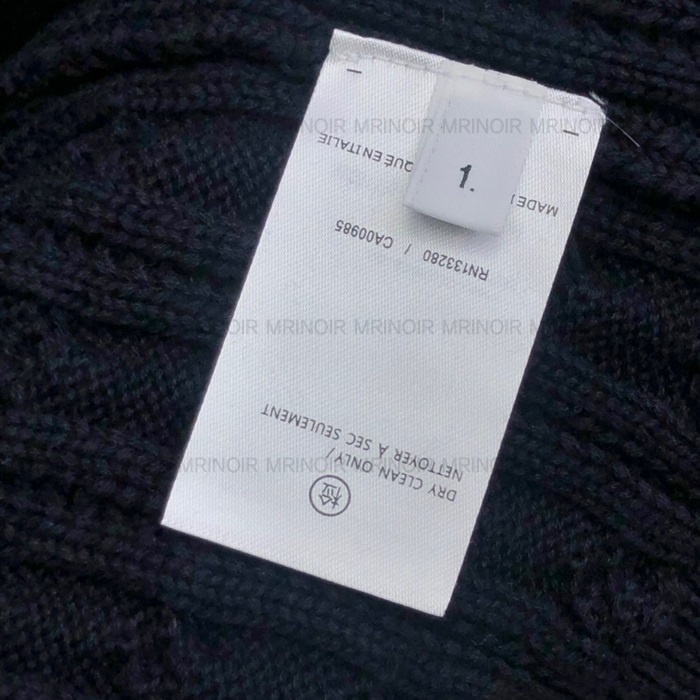 DRY CLEAN ONLY/
NETTOYER À SEC SEULEMENT
RN133280 / CA00985
MADE QUÉ EN ITALIE
1.
MRINOIR MRINOIR MRINOIR
MRINOIR MRINOIR MRINOIR
MRINOIR MRINOIR MRINOIR MRINOIR